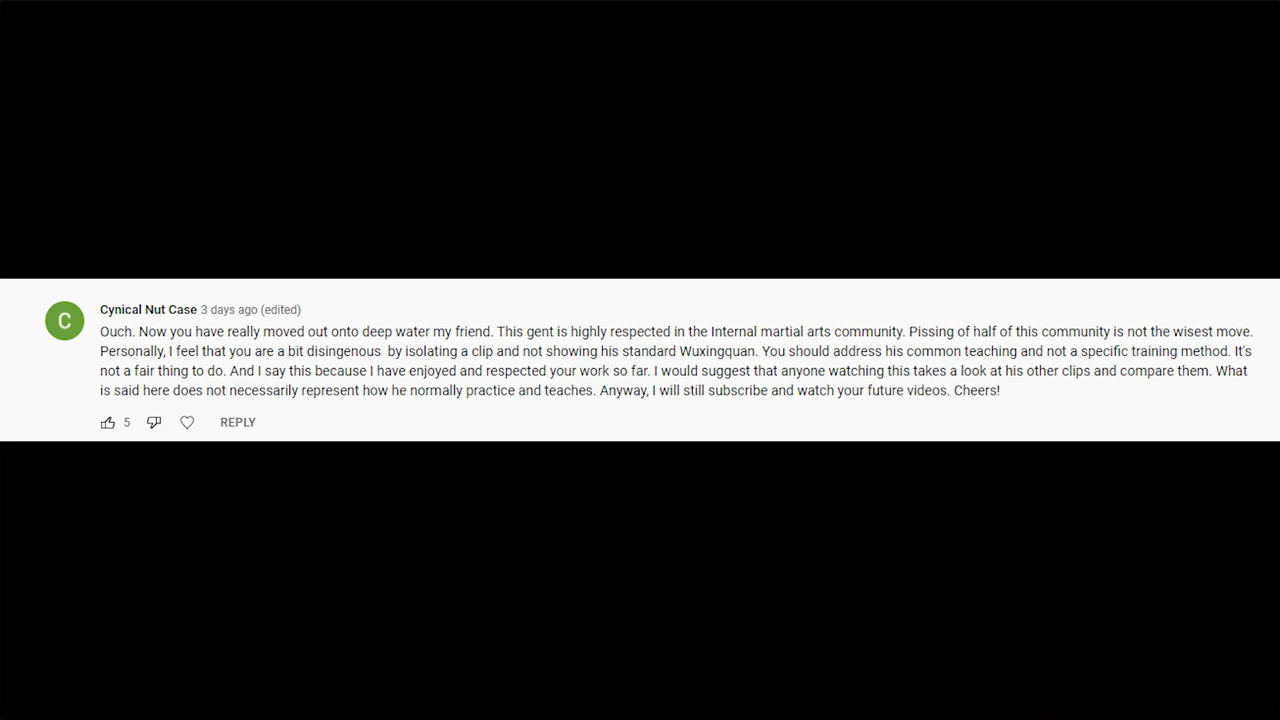 C
Cynical Nut Case 3 days ago (edited)
Ouch. Now you have really moved out onto deep water my friend. This gent is highly respected in the Internal martial arts community. Pissing of half of this community is not the wisest move.
Personally, I feel that you are a bit disingenous  by isolating a clip and not showing his standard Wuxingquan. You should address his common teaching and not a specific training method. It's
not a fair thing to do. And I say this because I have enjoyed and respected your work so far. I would suggest that anyone watching this takes a look at his other clips and compare them. What
is said here does not necessarily represent how he normally practice and teaches. Anyway, I will still subscribe and watch your future videos. Cheers!
5 REPLY